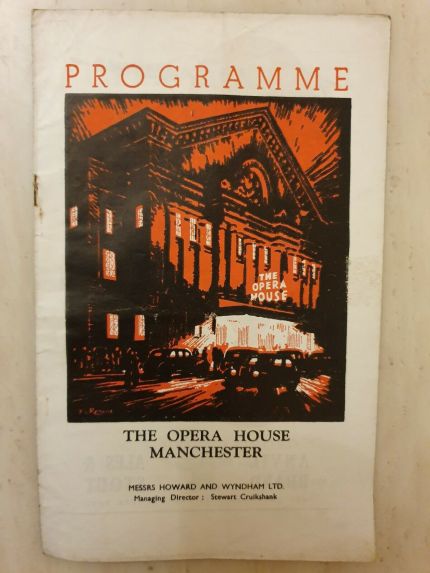 PROGRAMME
THE
OPERA
HOUSE
THE OPERA HOUSE
MANCHESTER
MESSRS HOWARD AND WYNDHAM LTD.
Managing Director : Stewart Cruikshank